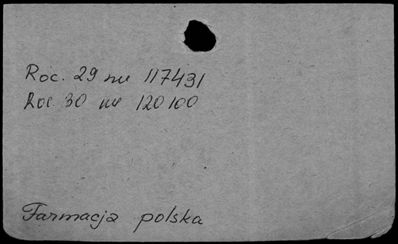 Roc. 29 nr 117431
Roc. 30 nr 120100
Farmacja polska